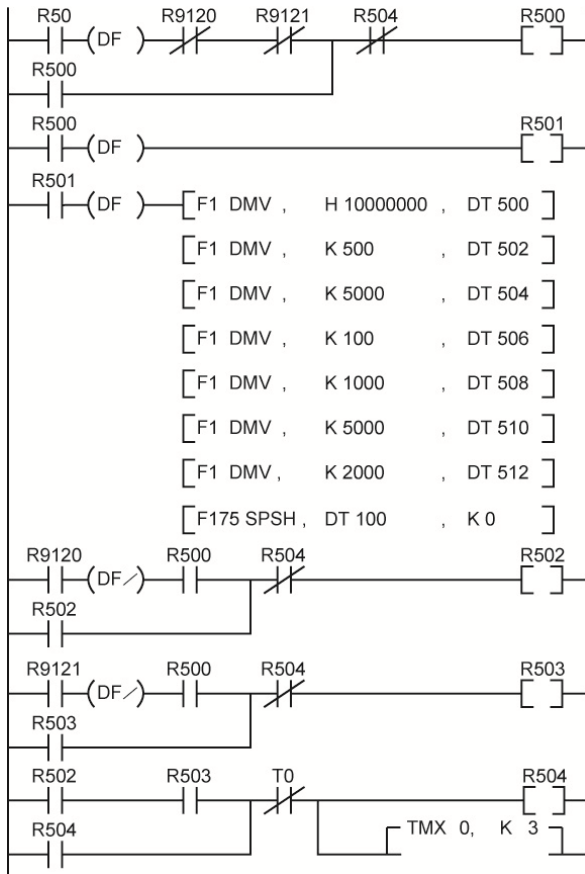 R50 R9120 R9121 R504 R500
(DF )
R500
R500 R501
(DF )
R501
(DF ) F1 DMV , H 10000000 , DT 500
F1 DMV , K 500 , DT 502
F1 DMV , K 5000 , DT 504
F1 DMV , K 100 , DT 506
F1 DMV , K 1000 , DT 508
F1 DMV , K 5000 , DT 510
F1 DMV , K 2000 , DT 512
F175 SPSH , DT 100 , K 0
R9120 R500 R504 R502
(DF/)
R502
R9121 R500 R504 R503
(DF/)
R503
R502 R503 T0 R504
R504 TMX 0, K 3